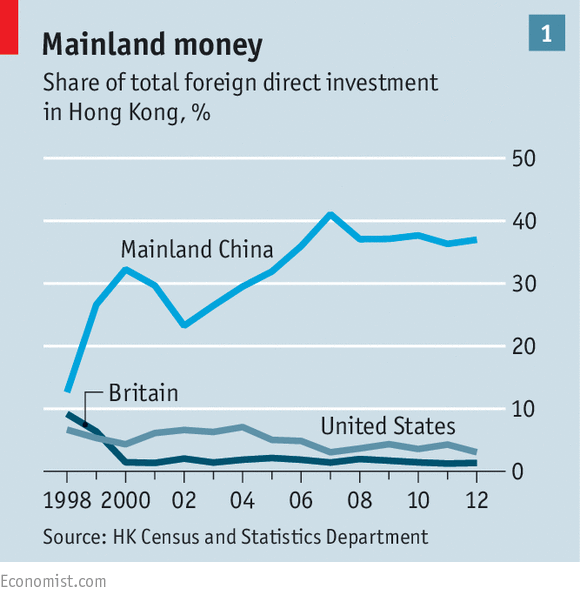 Mainland money
1
Share of total foreign direct investment
in Hong Kong, %
50
40
Mainland China
30
20
Britain
10
United States
0
1998 2000 02 04 06 08 10 12
Source: HK Census and Statistics Department
Economist.com